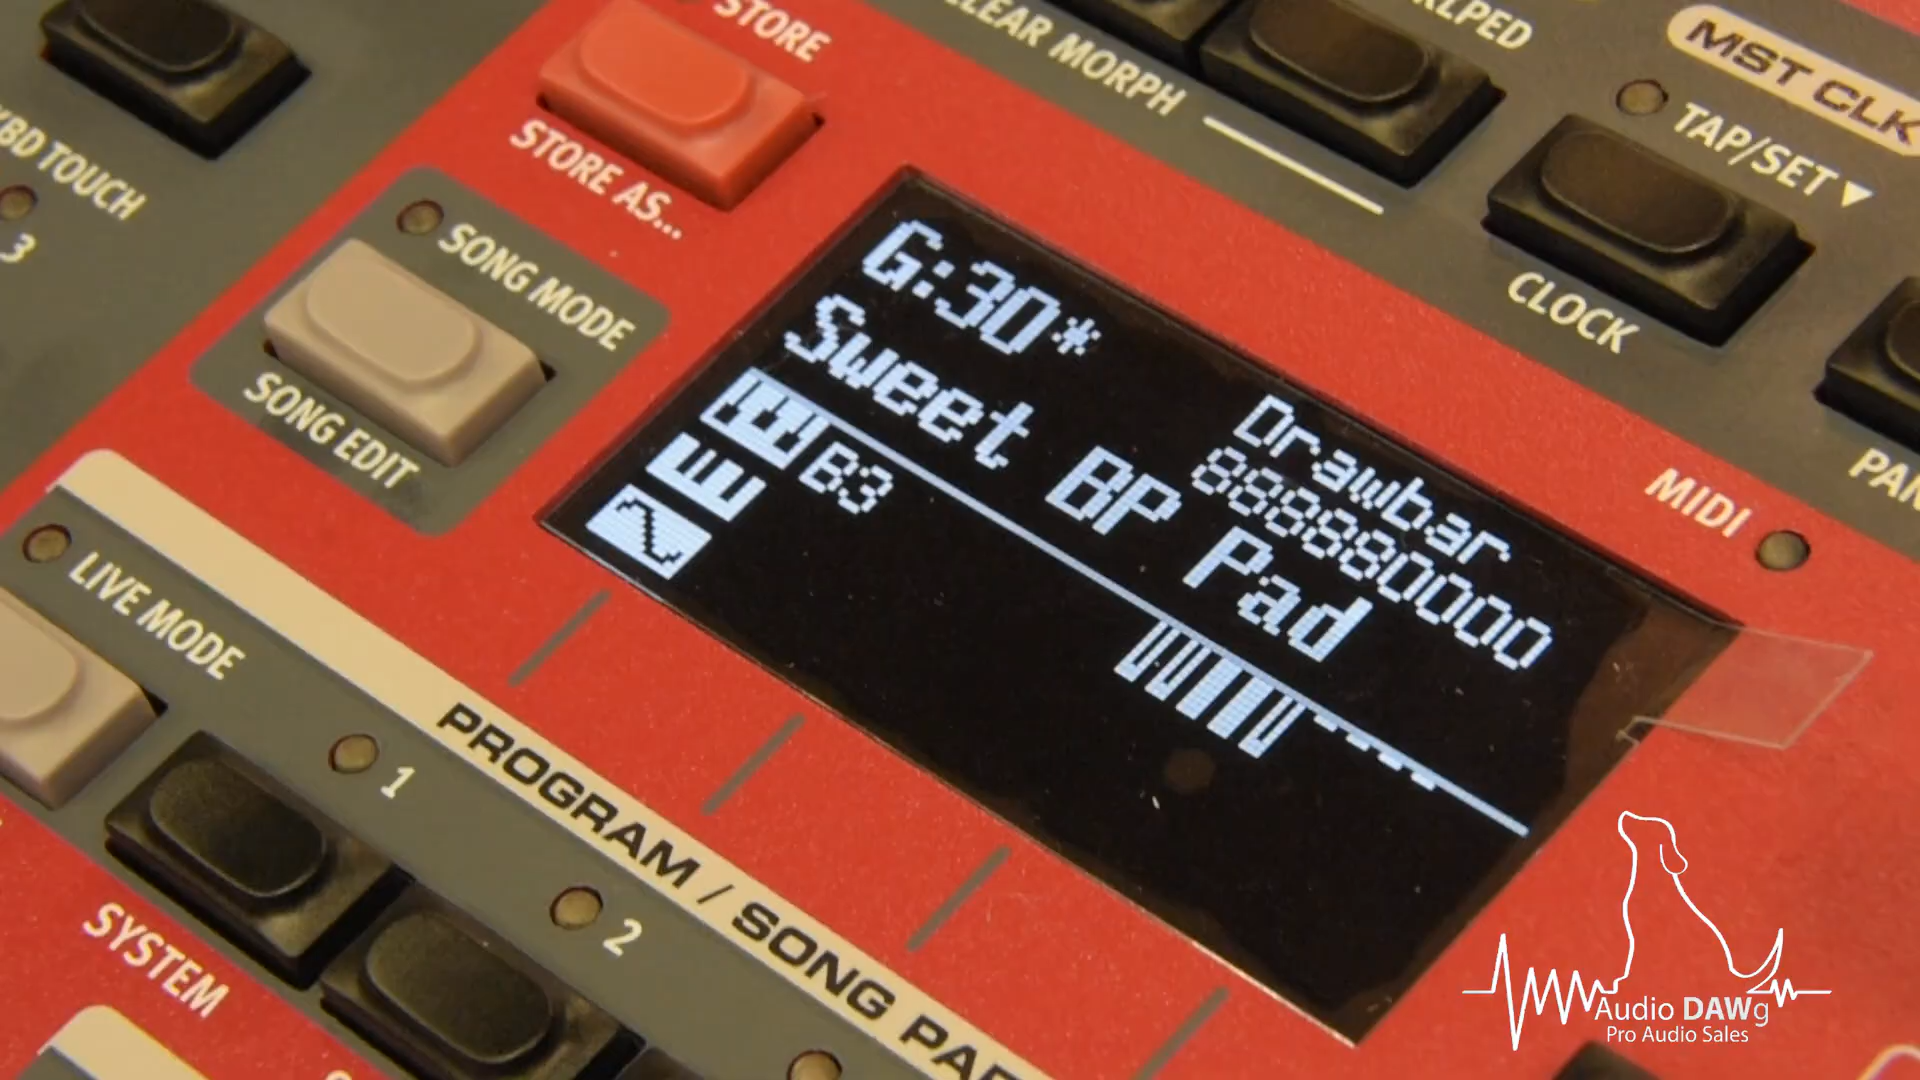 STORE
STORE AS...
CLEAR MORPH
MST CLK
TAP/SET ▼
CLOCK
KBD TOUCH
3
SONG MODE
SONG EDIT
G:30*
Sweet BP Pad
Drawbar
888880000
B3
MIDI
LIVE MODE
1
2
PROGRAM / SONG
SYSTEM
Audio DAWg
Pro Audio Sales